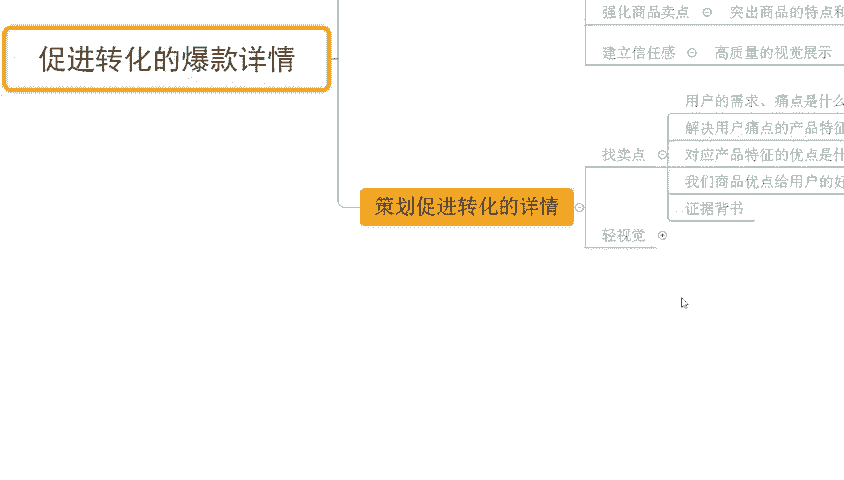 强化商品卖点 突出商品的特点和
促进转化的爆款详情
建立信任感 高质量的视觉展示
用户的需求、痛点是什么
解决用户痛点的产品特征
找卖点
对应产品特征的优点是什
我们商品优点给用户的好
策划促进转化的详情
证据背书
轻视觉